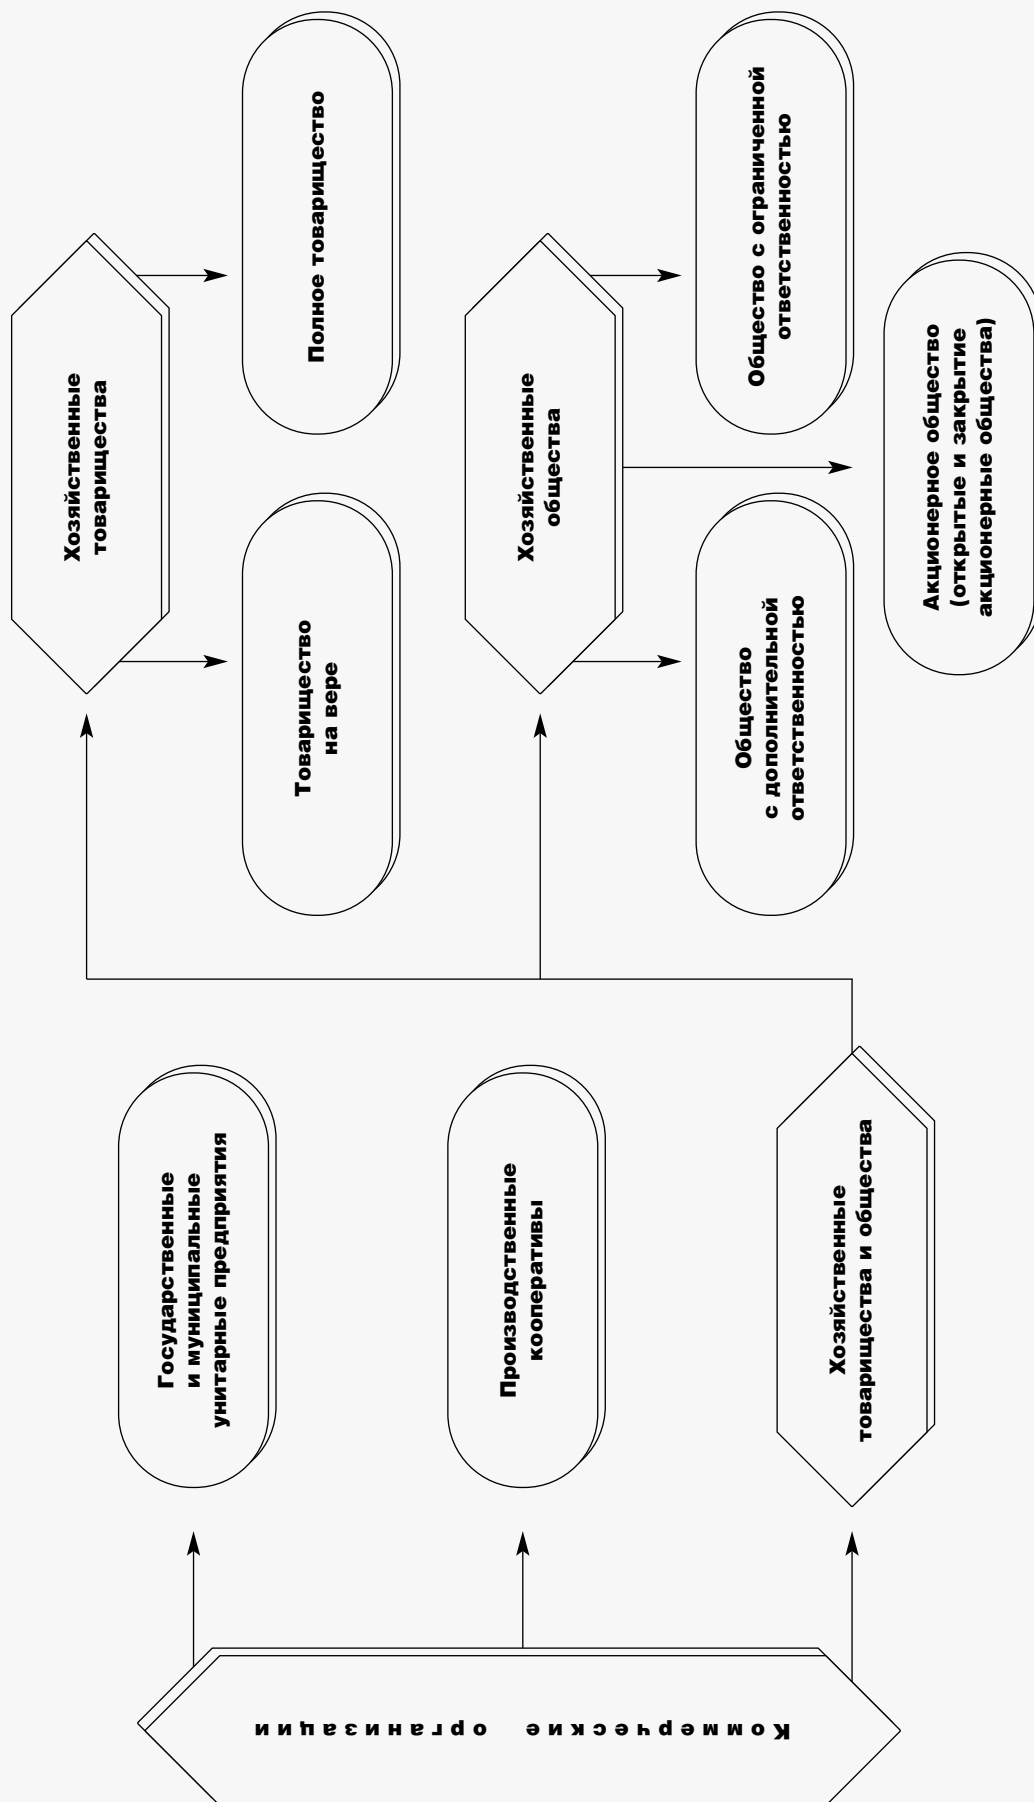 Коммерческие организации
Государственные
и муниципальные
унитарные предприятия
Производственные
кооперативы
Хозяйственные
товарищества и общества
Хозяйственные
товарищества
Товарищество
на вере
Полное товарищество
Хозяйственные
общества
Общество
с дополнительной
ответственностью
Общество с ограниченной
ответственностью
Акционерное общество
(открытые и закрытие
акционерные общества)